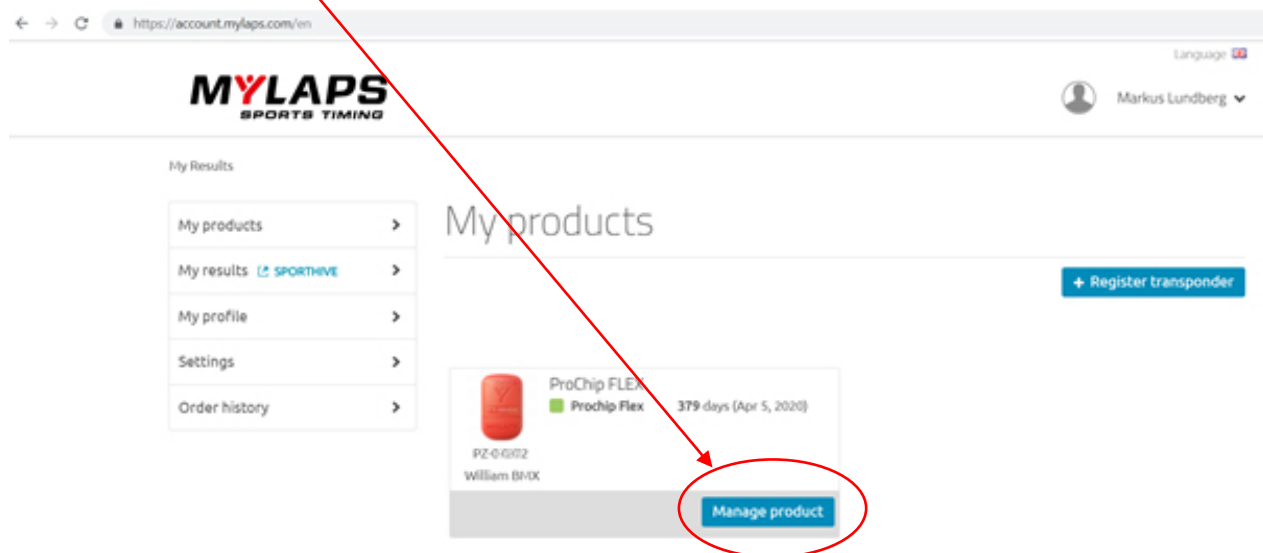 https://account.mylaps.com/en
Language
MYLAPS
SPORTS TIMING
Markus Lundberg
My Results
My products
My results SPORTHIVE
My profile
Settings
Order history
My products
+ Register transponder
ProChip FLEX
Prochip Flex 379 days (Apr 5, 2020)
William BMX
Manage product